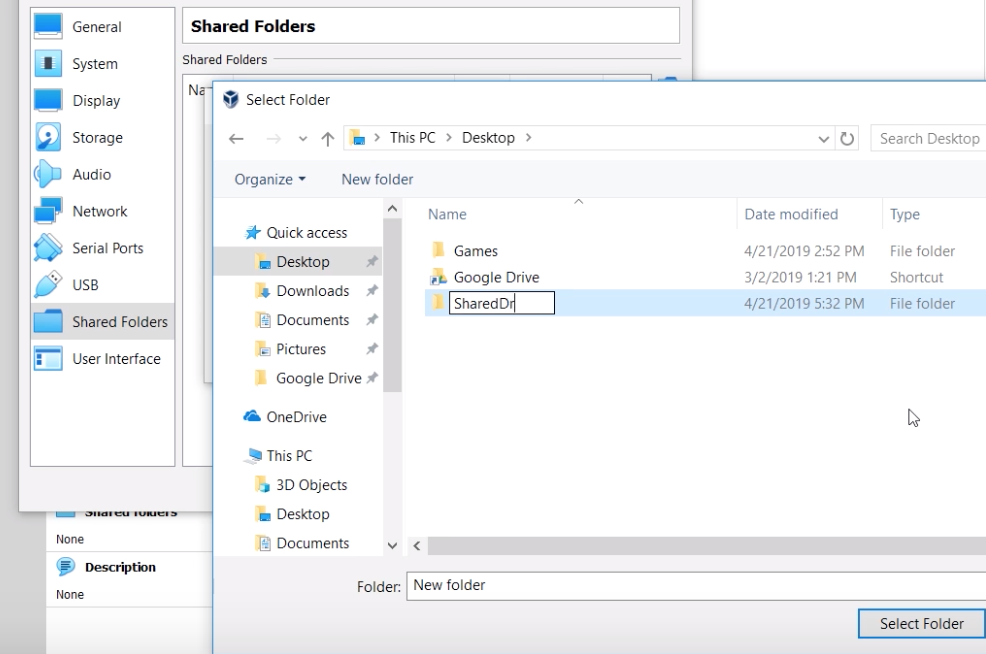 General
System
Display
Storage
Audio
Network
Serial Ports
USB
Shared Folders
User Interface
Shared Folders
Shared Folders
Select Folder
This PC > Desktop >
Search Desktop
Organize
New folder
Quick access
Desktop
Downloads
Documents
Pictures
Google Drive
OneDrive
This PC
3D Objects
Desktop
Documents
Name Date modified Type
Games 4/21/2019 2:52 PM File folder
Google Drive 3/2/2019 1:21 PM Shortcut
SharedDr 4/21/2019 5:32 PM File folder
Folder: New folder
Select Folder
Shared folders
None
Description
None